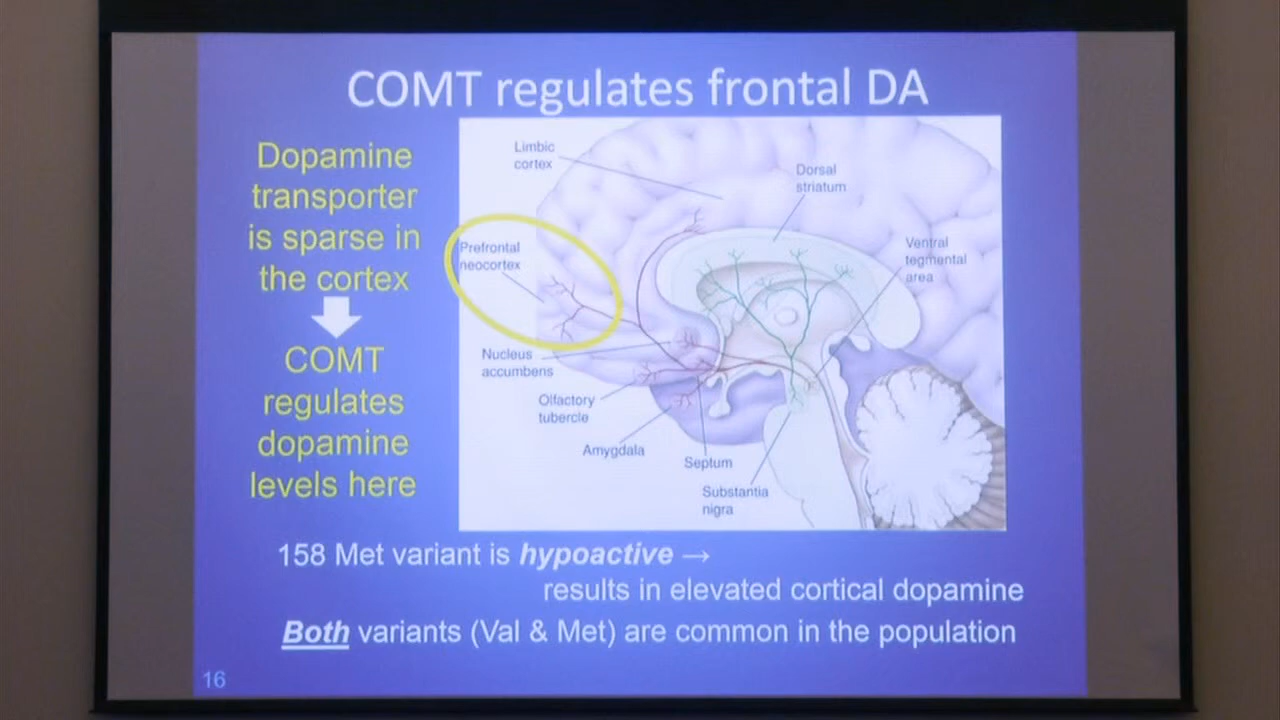 COMT regulates frontal DA
Dopamine
transporter
is sparse in
the cortex
COMT
regulates
dopamine
levels here
Limbic
cortex
Dorsal
striatum
Prefrontal
neocortex
Ventral
tegmental
area
Nucleus
accumbens
Olfactory
tubercle
Amygdala
Septum
Substantia
nigra
158 Met variant is hypoactive →
results in elevated cortical dopamine
Both variants (Val & Met) are common in the population
16